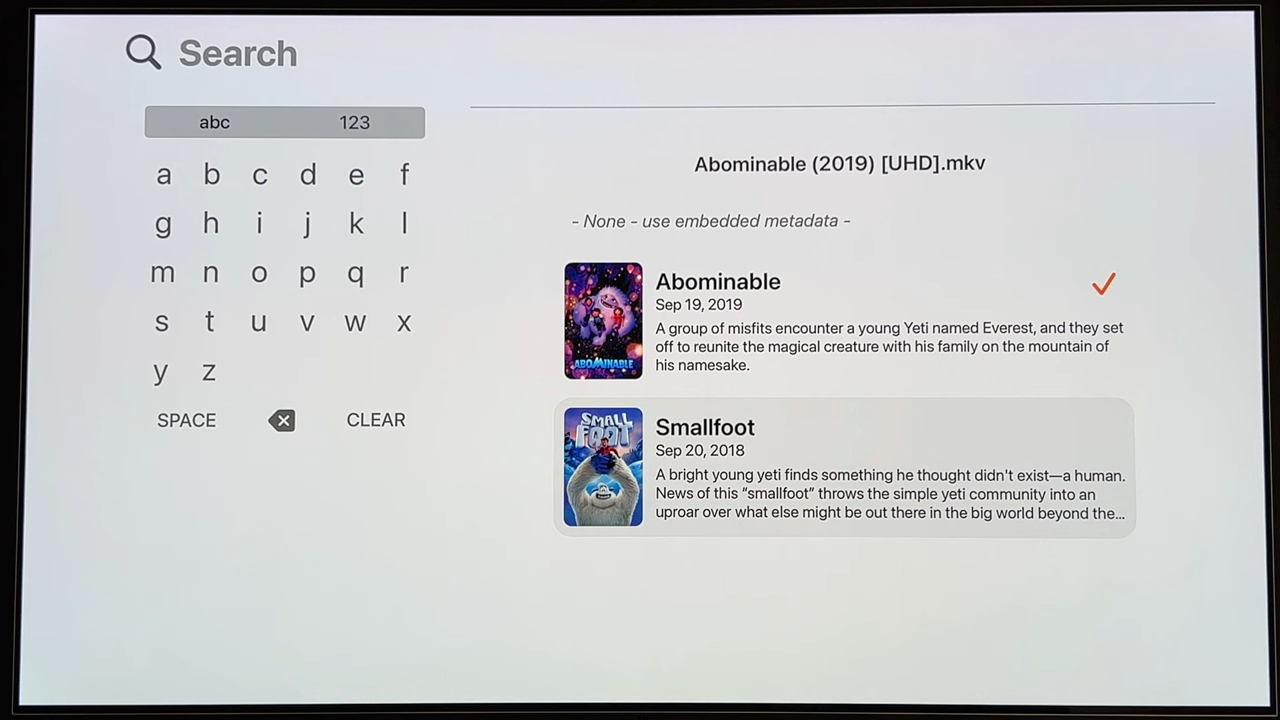 Search
abc 123
a b c d e f
g h i j k l
m n o p q r
s t u v w x
y z
SPACE CLEAR
Abominable (2019) [UHD].mkv
- None - use embedded metadata -
ABOMINABLE
Abominable
Sep 19, 2019
A group of misfits encounter a young Yeti named Everest, and they set
off to reunite the magical creature with his family on the mountain of
his namesake.
SMALL
FOOT
Smallfoot
Sep 20, 2018
A bright young yeti finds something he thought didn't exist—a human.
News of this “smallfoot” throws the simple yeti community into an
uproar over what else might be out there in the big world beyond the...